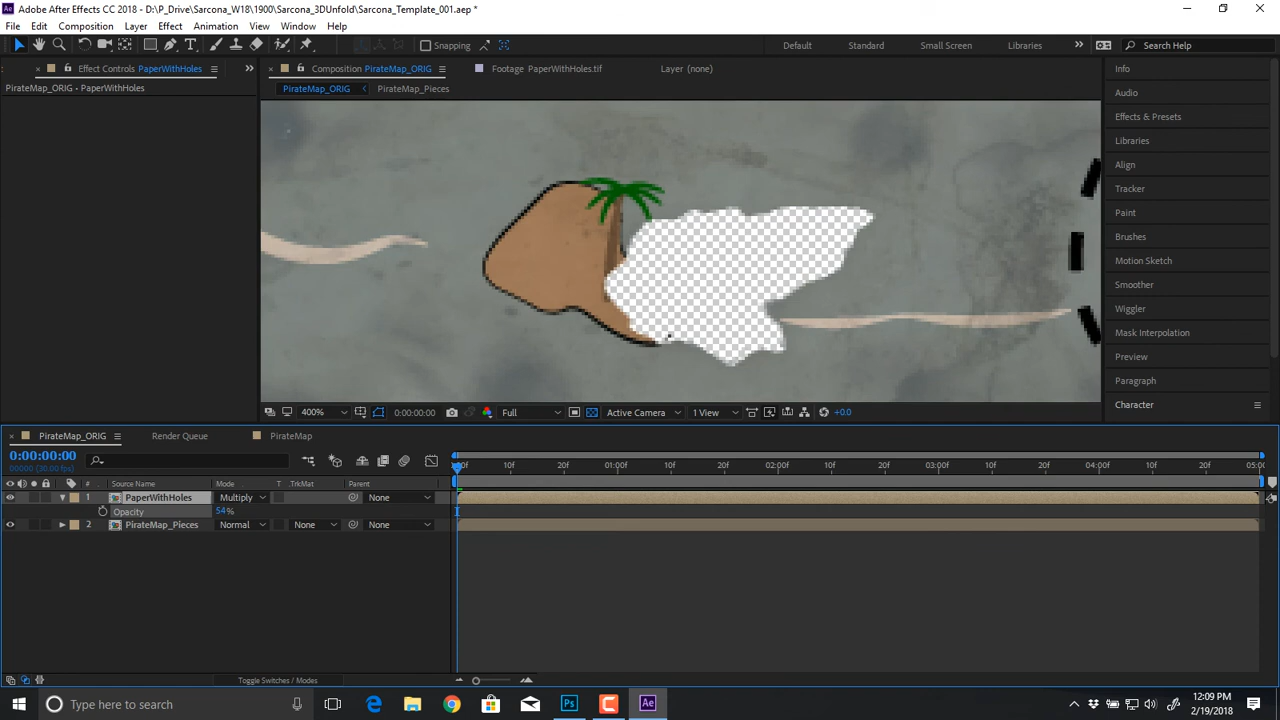 Adobe After Effects CC 2018 - D:\P_Drive\Sarcona_W18\1900\Sarcona_3DUnfold\Sarcona_Template_001.aep *
File Edit Composition Layer Effect Animation View Window Help
Snapping Default Standard Small Screen Libraries Search Help
Effect Controls PaperWithHoles Composition PirateMap_ORIG Footage PaperWithHoles.tif Layer (none) Info
PirateMap_ORIG · PaperWithHoles PirateMap_ORIG PirateMap_Pieces
Audio
Effects & Presets
Libraries
Align
Tracker
Paint
Brushes
Motion Sketch
Smoother
Wiggler
Mask Interpolation
Preview
Paragraph
Character
400% 0:00:00:00 Full Active Camera 1 View +0.0
PirateMap_ORIG Render Queue PirateMap
0:00:00:00
00000 (30.00 fps)
10f 20f 01:00f 10f 20f 02:00f 10f 20f 03:00f 10f 20f 04:00f 10f 20f 05:00
# Source Name Mode T .TrkMat Parent
1 PaperWithHoles Multiply None
Opacity 54%
2 PirateMap_Pieces Normal None None
Toggle Switches / Modes
Type here to search
12:09 PM
2/19/2018